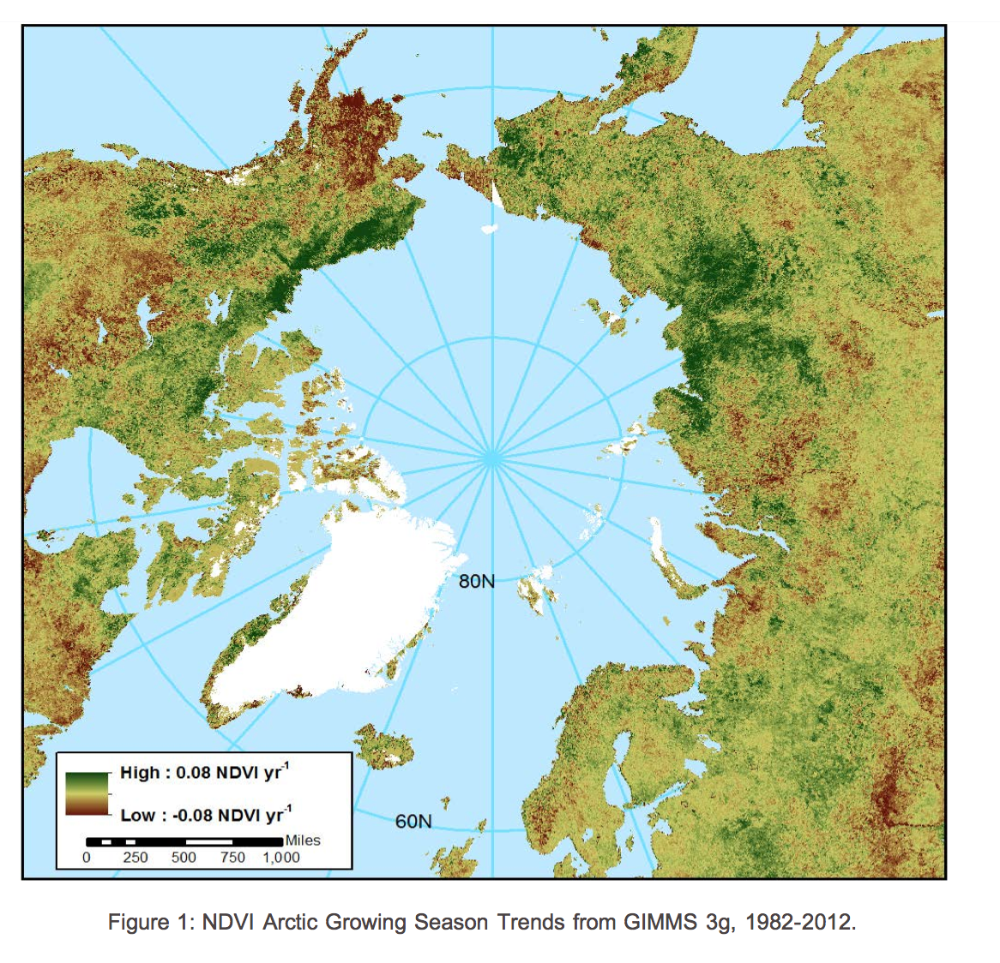 80N
60N
High : 0.08 NDVI yr-1
Low : -0.08 NDVI yr-1
Miles
0 250 500 750 1,000
Figure 1: NDVI Arctic Growing Season Trends from GIMMS 3g, 1982-2012.